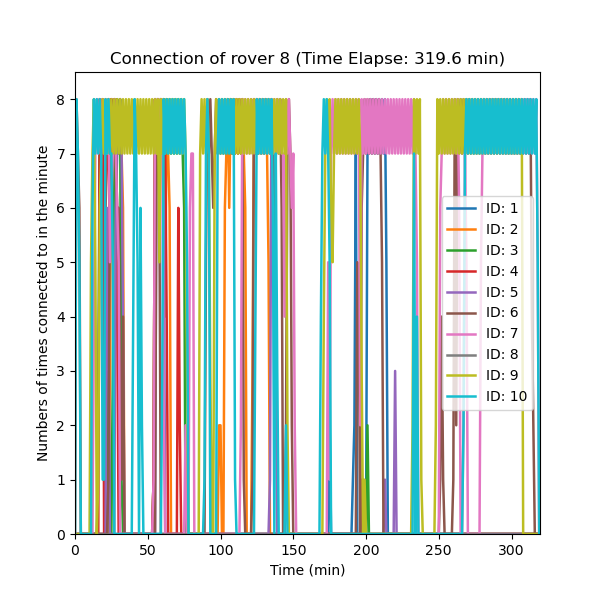 Connection of rover 8 (Time Elapse: 319.6 min)
Numbers of times connected to in the minute
8
7
6
5
4
3
2
1
0
ID: 1
ID: 2
ID: 3
ID: 4
ID: 5
ID: 6
ID: 7
ID: 8
ID: 9
ID: 10
0 50 100 150 200 250 300
Time (min)